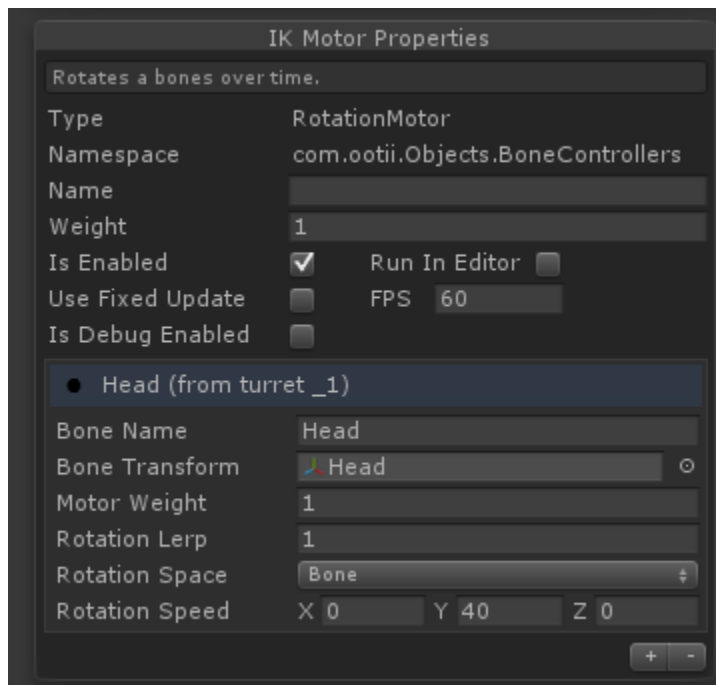 IK Motor Properties
Rotates a bones over time.
Type RotationMotor
Namespace com.ootii.Objects.BoneControllers
Name
Weight 1
Is Enabled Run In Editor
Use Fixed Update FPS 60
Is Debug Enabled
Head (from turret _1)
Bone Name Head
Bone Transform Head
Motor Weight 1
Rotation Lerp 1
Rotation Space Bone
Rotation Speed X 0 Y 40 Z 0
+ -